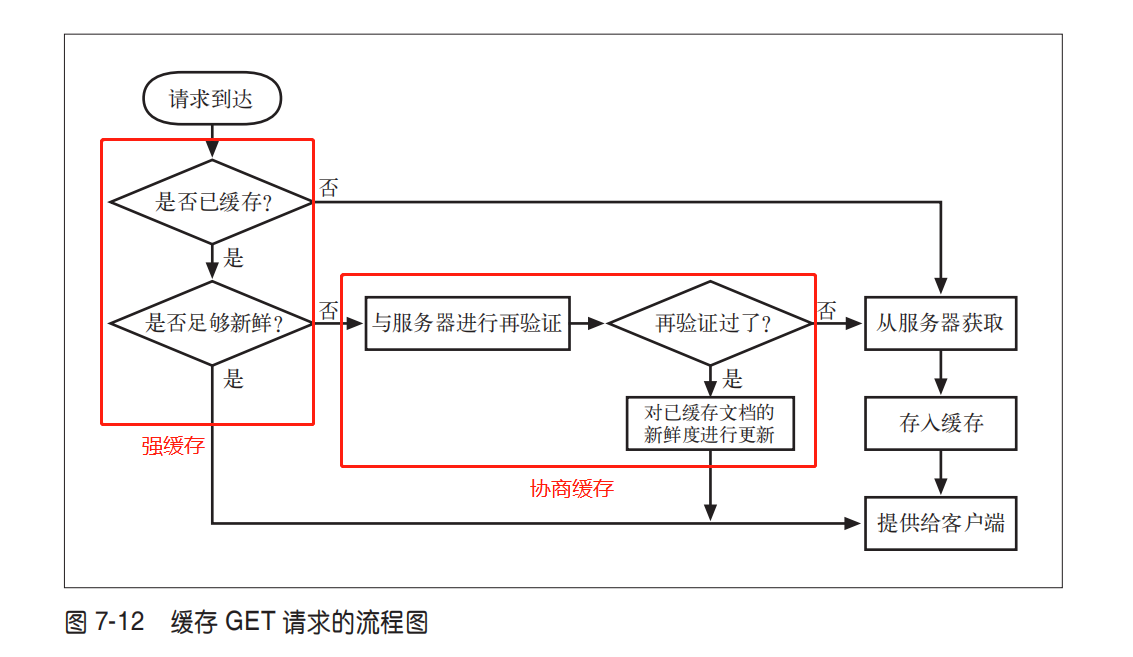 请求到达
是否已缓存?
否
是
是否足够新鲜?
否
与服务器进行再验证
再验证过了?
否
从服务器获取
是
是
对已缓存文档的
新鲜度进行更新
存入缓存
强缓存
协商缓存
提供给客户端
图 7-12 缓存 GET 请求的流程图